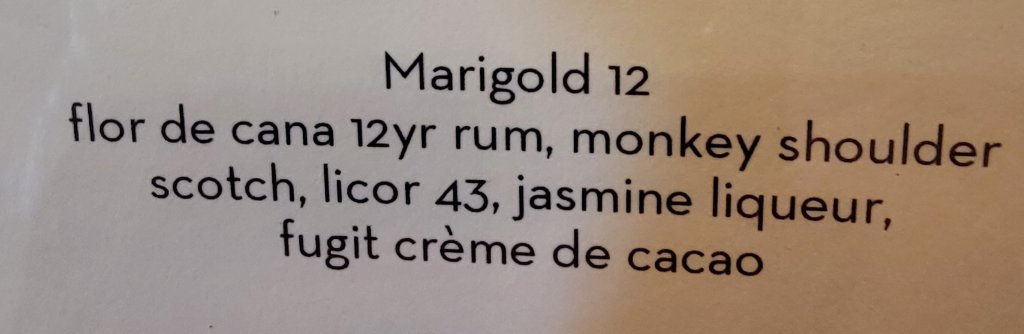 Marigold 12
flor de cana 12yr rum, monkey shoulder
scotch, licor 43, jasmine liqueur,
fugit crème de cacao